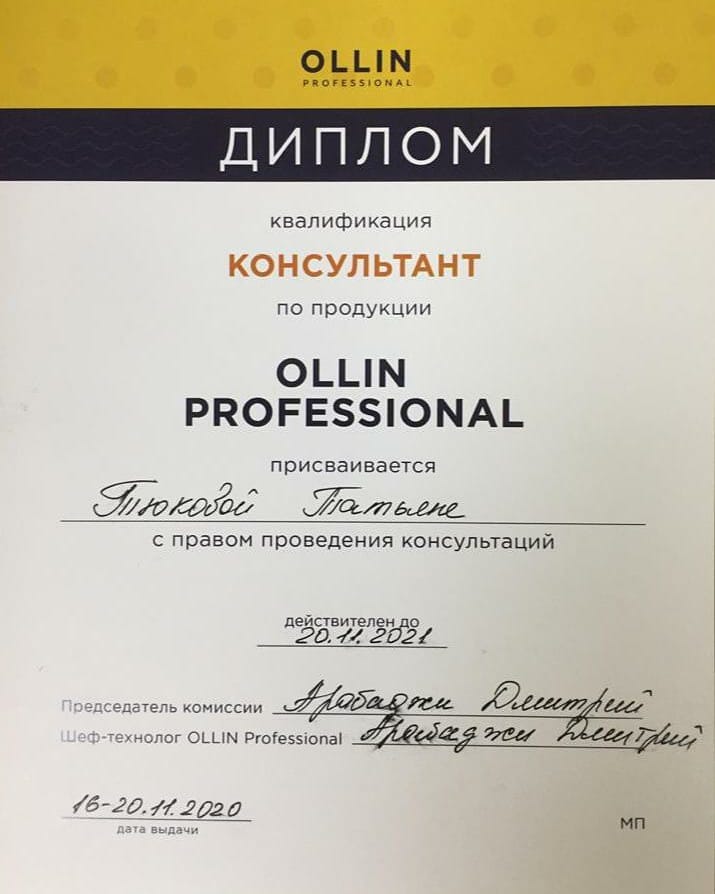 OLLIN
PROFESSIONAL
ДИПЛОМ
квалификация
КОНСУЛЬТАНТ
по продукции
OLLIN
PROFESSIONAL
присваивается
Тюковой Татьяне
с правом проведения консультаций
действителен до
20.11.2021
Председатель комиссии Арабаджи Дмитрий
Шеф-технолог OLLIN Professional Арабаджи Дмитрий
16-20.11.2020
дата выдачи
МП